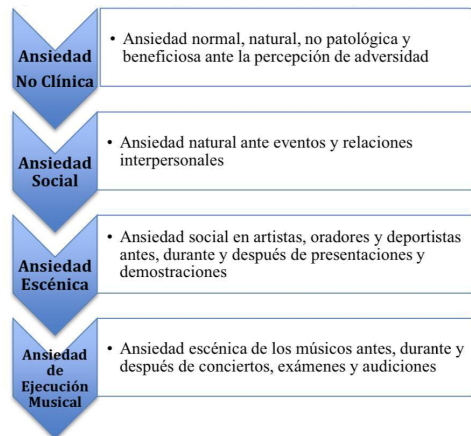 Ansiedad
No Clínica
• Ansiedad normal, natural, no patológica y
beneficiosa ante la percepción de adversidad
Ansiedad
Social
• Ansiedad natural ante eventos y relaciones
interpersonales
Ansiedad
Escénica
• Ansiedad social en artistas, oradores y deportistas
antes, durante y después de presentaciones y
demostraciones
Ansiedad
de
Ejecución
Musical
• Ansiedad escénica de los músicos antes, durante y
después de conciertos, exámenes y audiciones